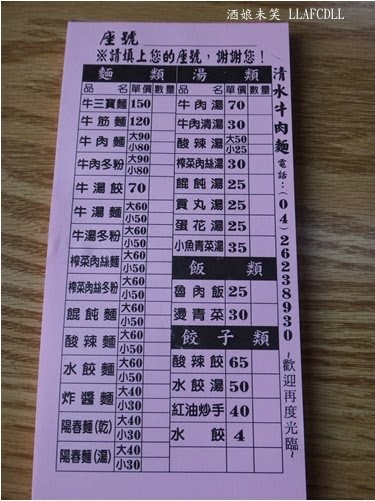 酒娘未笑 LLAFCDLL
座號
※請填上您的座號，謝謝您！
麵 類
品名 單價 數量
牛三寶麵 150
牛筋麵 120
牛肉麵 大90 小80
牛肉冬粉 大90 小80
牛湯餃 70
牛湯麵 大60 小50
牛湯冬粉 大60 小50
榨菜肉絲麵 大60 小50
榨菜肉絲冬粉 大60 小50
餛飩麵 大60 小50
酸辣麵 大60 小50
水餃麵 大60 小50
炸醬麵 大40 小30
陽春麵(乾) 大40 小30
陽春麵(湯) 大40 小30
湯 類
品名 單價 數量
牛肉湯 70
牛肉清湯 30
酸辣湯 大50 小25
榨菜肉絲湯 30
餛飩湯 25
貢丸湯 25
蛋花湯 25
小魚青菜湯 35
飯 類
魯肉飯 25
燙青菜 30
餃子類
酸辣餃 65
水餃湯 50
紅油炒手 40
水餃 4
清水牛肉麵 電話：(04)26238930 ~歡迎再度光臨~